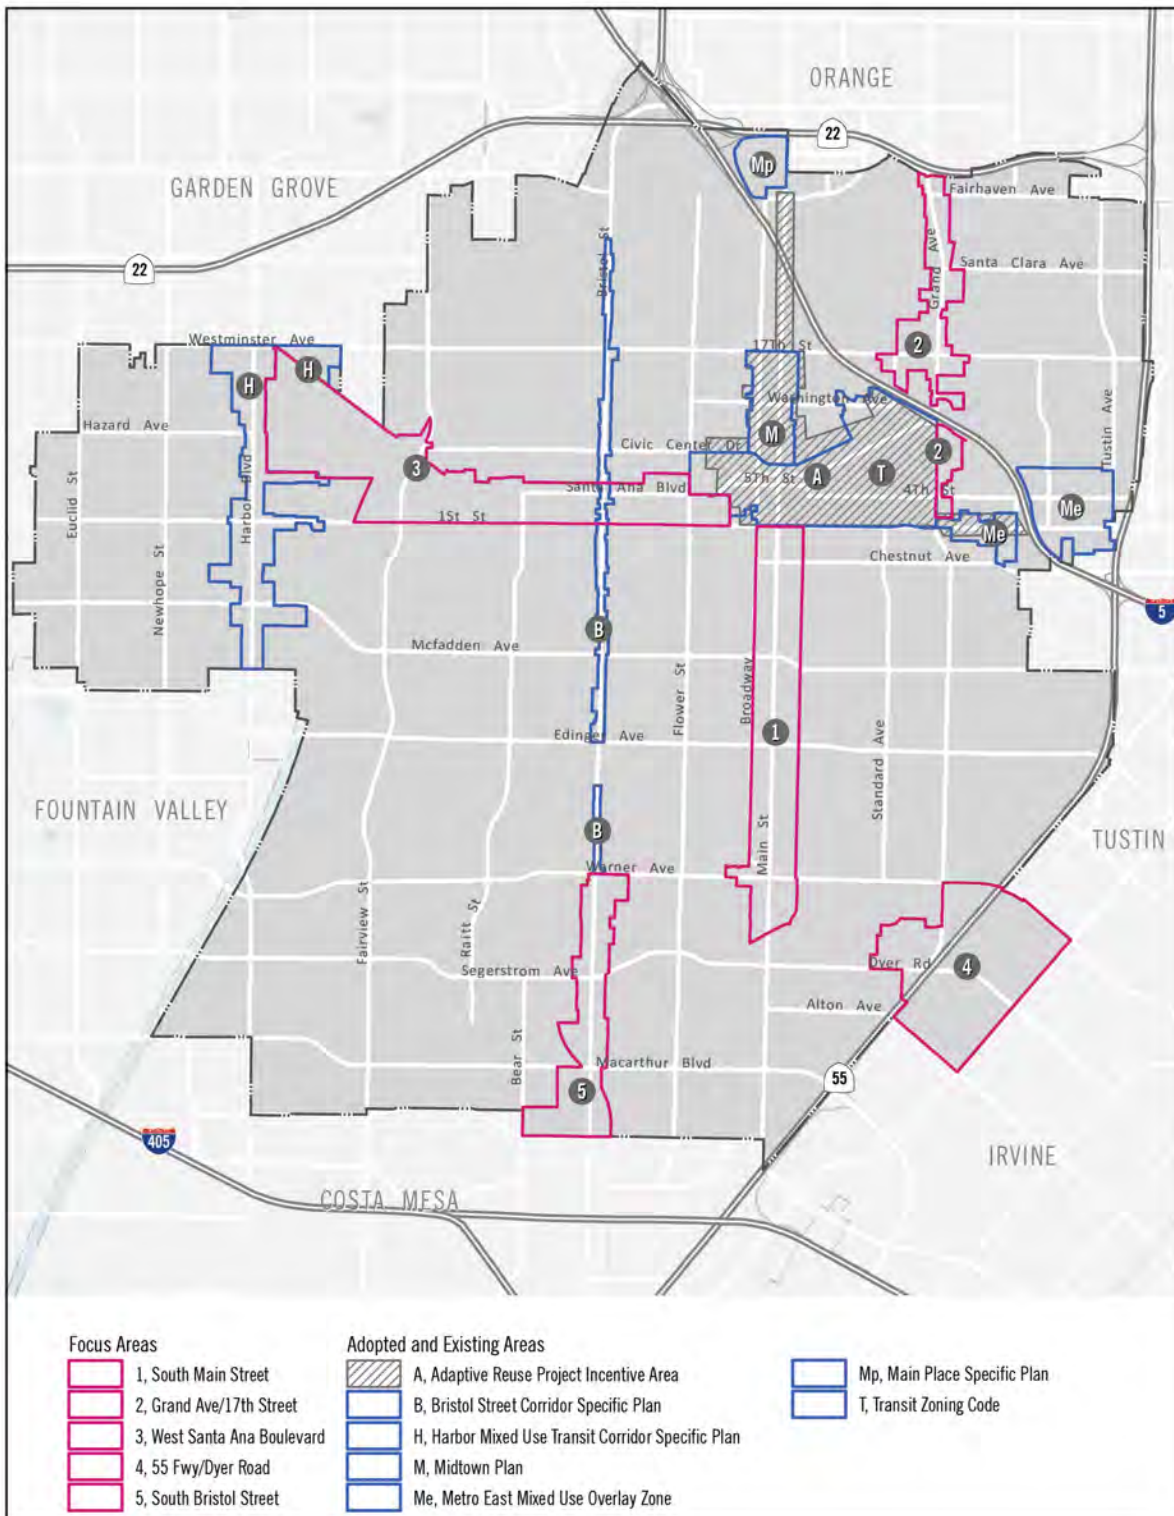 ORANGE
22
Mp
GARDEN GROVE
Fairhaven Ave
Bristol St
Grand Ave
Santa Clara Ave
22
Westminster Ave
17Th St
2
H
H
Washington Ave
Tustin Ave
Hazard Ave
Civic Center Dr
M
2
3
5Th St
A
T
Santa Ana Blvd
4Th St
Euclid St
Harbor Blvd
1St St
Me
Me
Chestnut Ave
Newhope St
5
B
Mcfadden Ave
Flower St
Broadway
1
Edinger Ave
Standard Ave
FOUNTAIN VALLEY
B
Main St
TUSTIN
Warner Ave
Fairview St
Raitt St
Segerstrom Ave
Dyer Rd
4
Alton Ave
Bear St
Macarthur Blvd
55
5
405
IRVINE
COSTA MESA
Focus Areas
1, South Main Street
2, Grand Ave/17th Street
3, West Santa Ana Boulevard
4, 55 Fwy/Dyer Road
5, South Bristol Street
Adopted and Existing Areas
A, Adaptive Reuse Project Incentive Area
B, Bristol Street Corridor Specific Plan
H, Harbor Mixed Use Transit Corridor Specific Plan
M, Midtown Plan
Me, Metro East Mixed Use Overlay Zone
Mp, Main Place Specific Plan
T, Transit Zoning Code